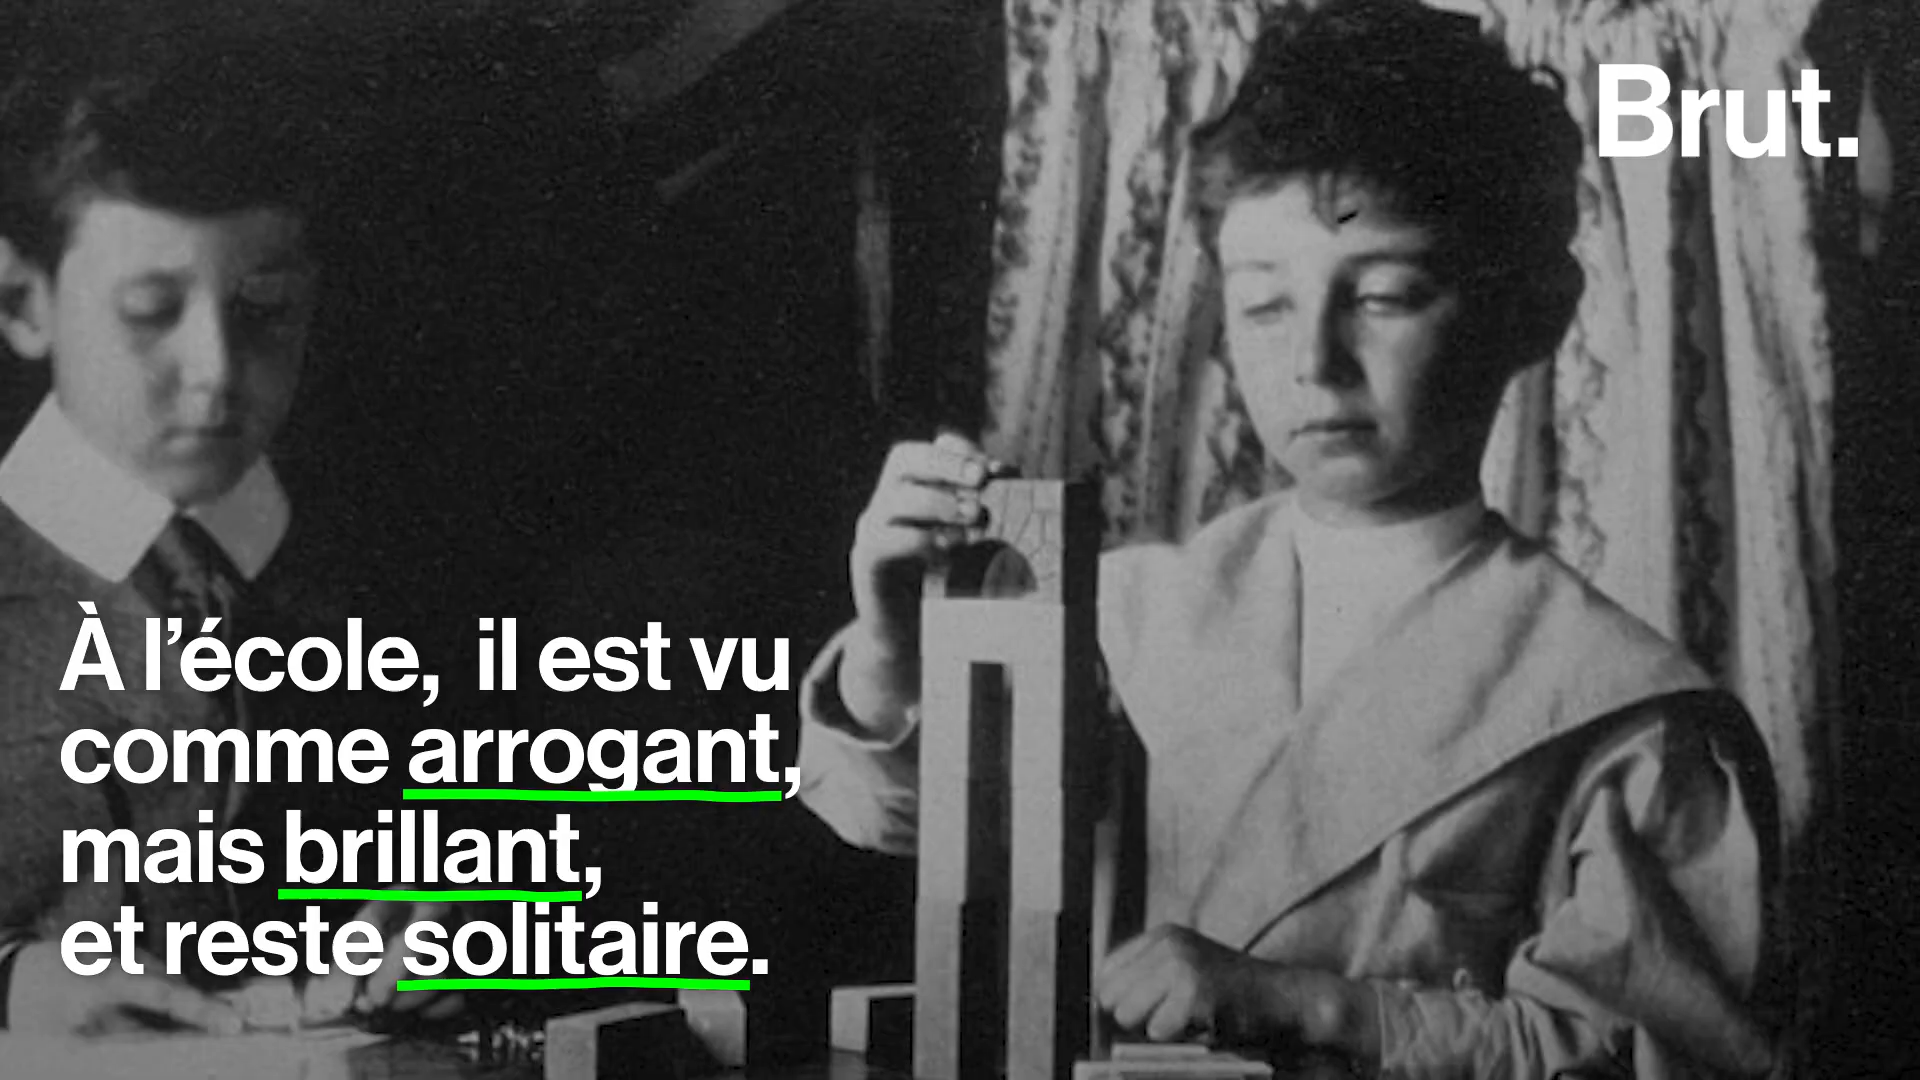 Brut.
À l’école,  il est vu
comme arrogant,
mais brillant,
et reste solitaire.